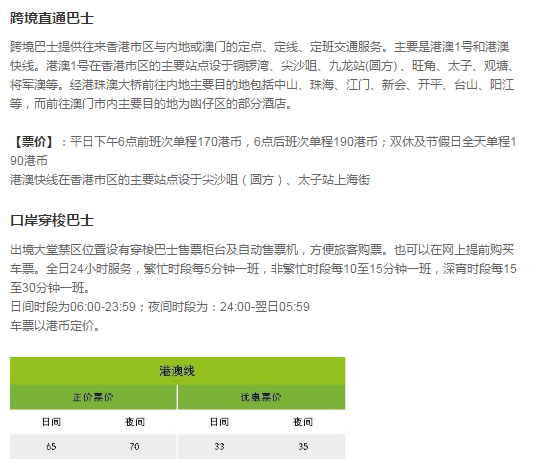 跨境直通巴士
跨境巴士提供往来香港市区与内地或澳门的定点、定线、定班交通服务。主要是港澳1号和港澳
快线。港澳1号在香港市区的主要站点设于铜锣湾、尖沙咀、九龙站(圆方) 、旺角、太子、观塘、
将军澳等。经港珠澳大桥前往内地主要目的地包括中山、珠海、江门、新会、开平、台山、阳江
等，而前往澳门市内主要目的地为凼仔区的部分酒店。
【票价】：平日下午6点前班次单程170港币，6点后班次单程190港币；双休及节假日全天单程1
90港币
港澳快线在香港市区的主要站点设于尖沙咀（圆方）、太子站上海街
口岸穿梭巴士
出境大堂禁区位置设有穿梭巴士售票柜台及自动售票机，方便旅客购票。也可以在网上提前购买
车票。全日24小时服务，繁忙时段每5分钟一班，非繁忙时段每10至15分钟一班，深宵时段每15
至30分钟一班。
日间时段为06:00-23:59；夜间时段为：24:00-翌日05:59
车票以港币定价。
港澳线
正价票价 优惠票价
日间 夜间 日间 夜间
65 70 33 35